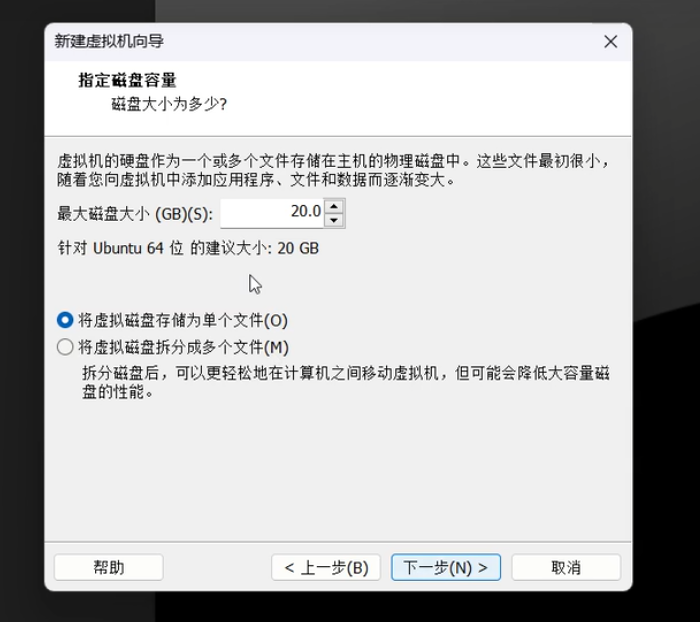 新建虚拟机向导
指定磁盘容量
磁盘大小为多少?
虚拟机的硬盘作为一个或多个文件存储在主机的物理磁盘中。这些文件最初很小，
随着您向虚拟机中添加应用程序、文件和数据而逐渐变大。
最大磁盘大小 (GB)(S): 20.0
针对 Ubuntu 64 位 的建议大小: 20 GB
将虚拟磁盘存储为单个文件(O)
将虚拟磁盘拆分成多个文件(M)
拆分磁盘后，可以更轻松地在计算机之间移动虚拟机，但可能会降低大容量磁
盘的性能。
帮助 < 上一步(B) 下一步(N) > 取消